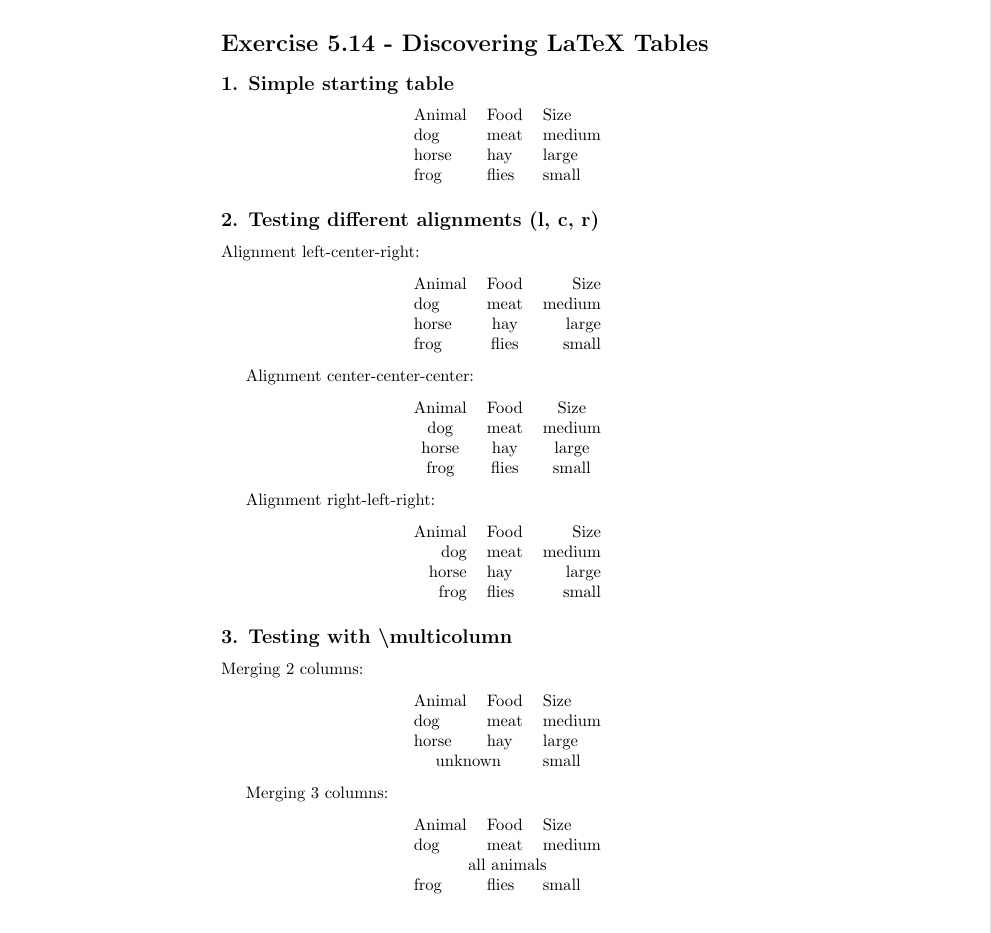 Exercise 5.14 - Discovering LaTeX Tables
1. Simple starting table
Animal Food Size
dog meat medium
horse hay large
frog flies small
2. Testing different alignments (l, c, r)
Alignment left-center-right:
Animal Food Size
dog meat medium
horse hay large
frog flies small
Alignment center-center-center:
Animal Food Size
dog meat medium
horse hay large
frog flies small
Alignment right-left-right:
Animal Food Size
dog meat medium
horse hay large
frog flies small
3. Testing with \multicolumn
Merging 2 columns:
Animal Food Size
dog meat medium
horse hay large
unknown small
Merging 3 columns:
Animal Food Size
dog meat medium
all animals
frog flies small